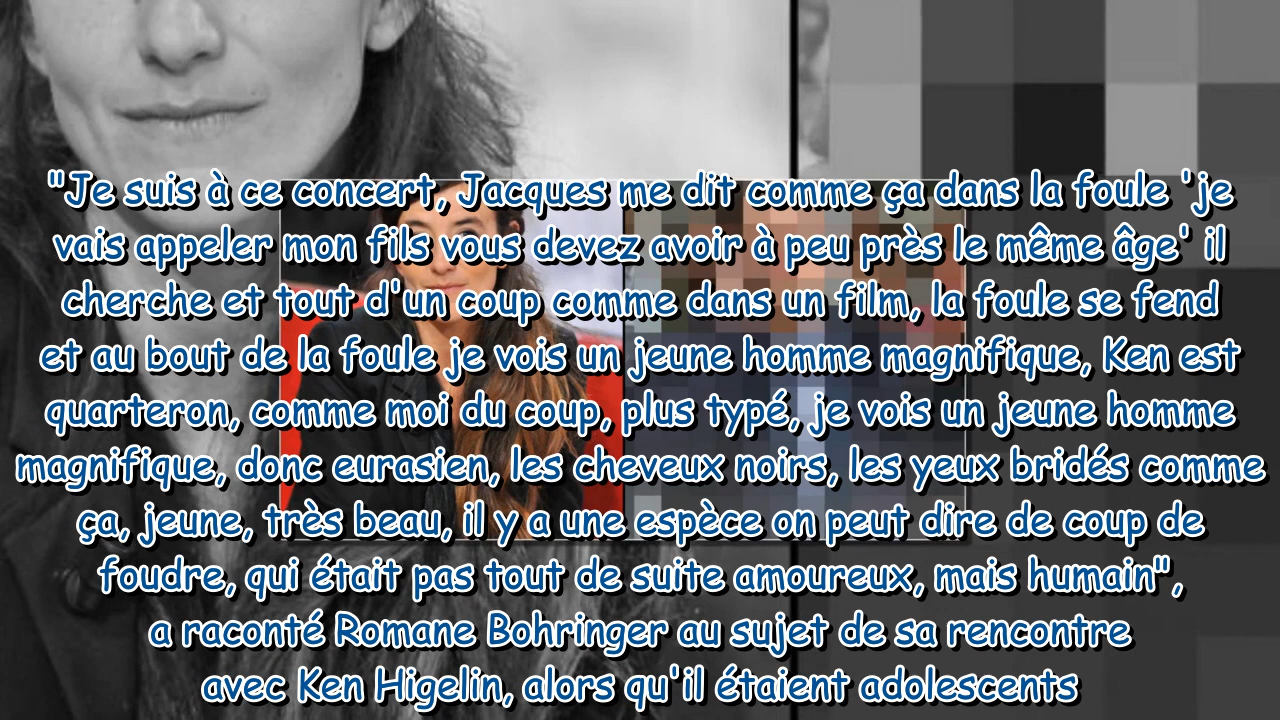 "Je suis à ce concert, Jacques me dit comme ça dans la foule 'je
vais appeler mon fils vous devez avoir à peu près le même âge' il
cherche et tout d'un coup comme dans un film, la foule se fend
et au bout de la foule je vois un jeune homme magnifique, Ken est
quarteron, comme moi du coup, plus typé, je vois un jeune homme
magnifique, donc eurasien, les cheveux noirs, les yeux bridés comme
ça, jeune, très beau, il y a une espèce on peut dire de coup de
foudre, qui était pas tout de suite amoureux, mais humain",
a raconté Romane Bohringer au sujet de sa rencontre
avec Ken Higelin, alors qu'il étaient adolescents